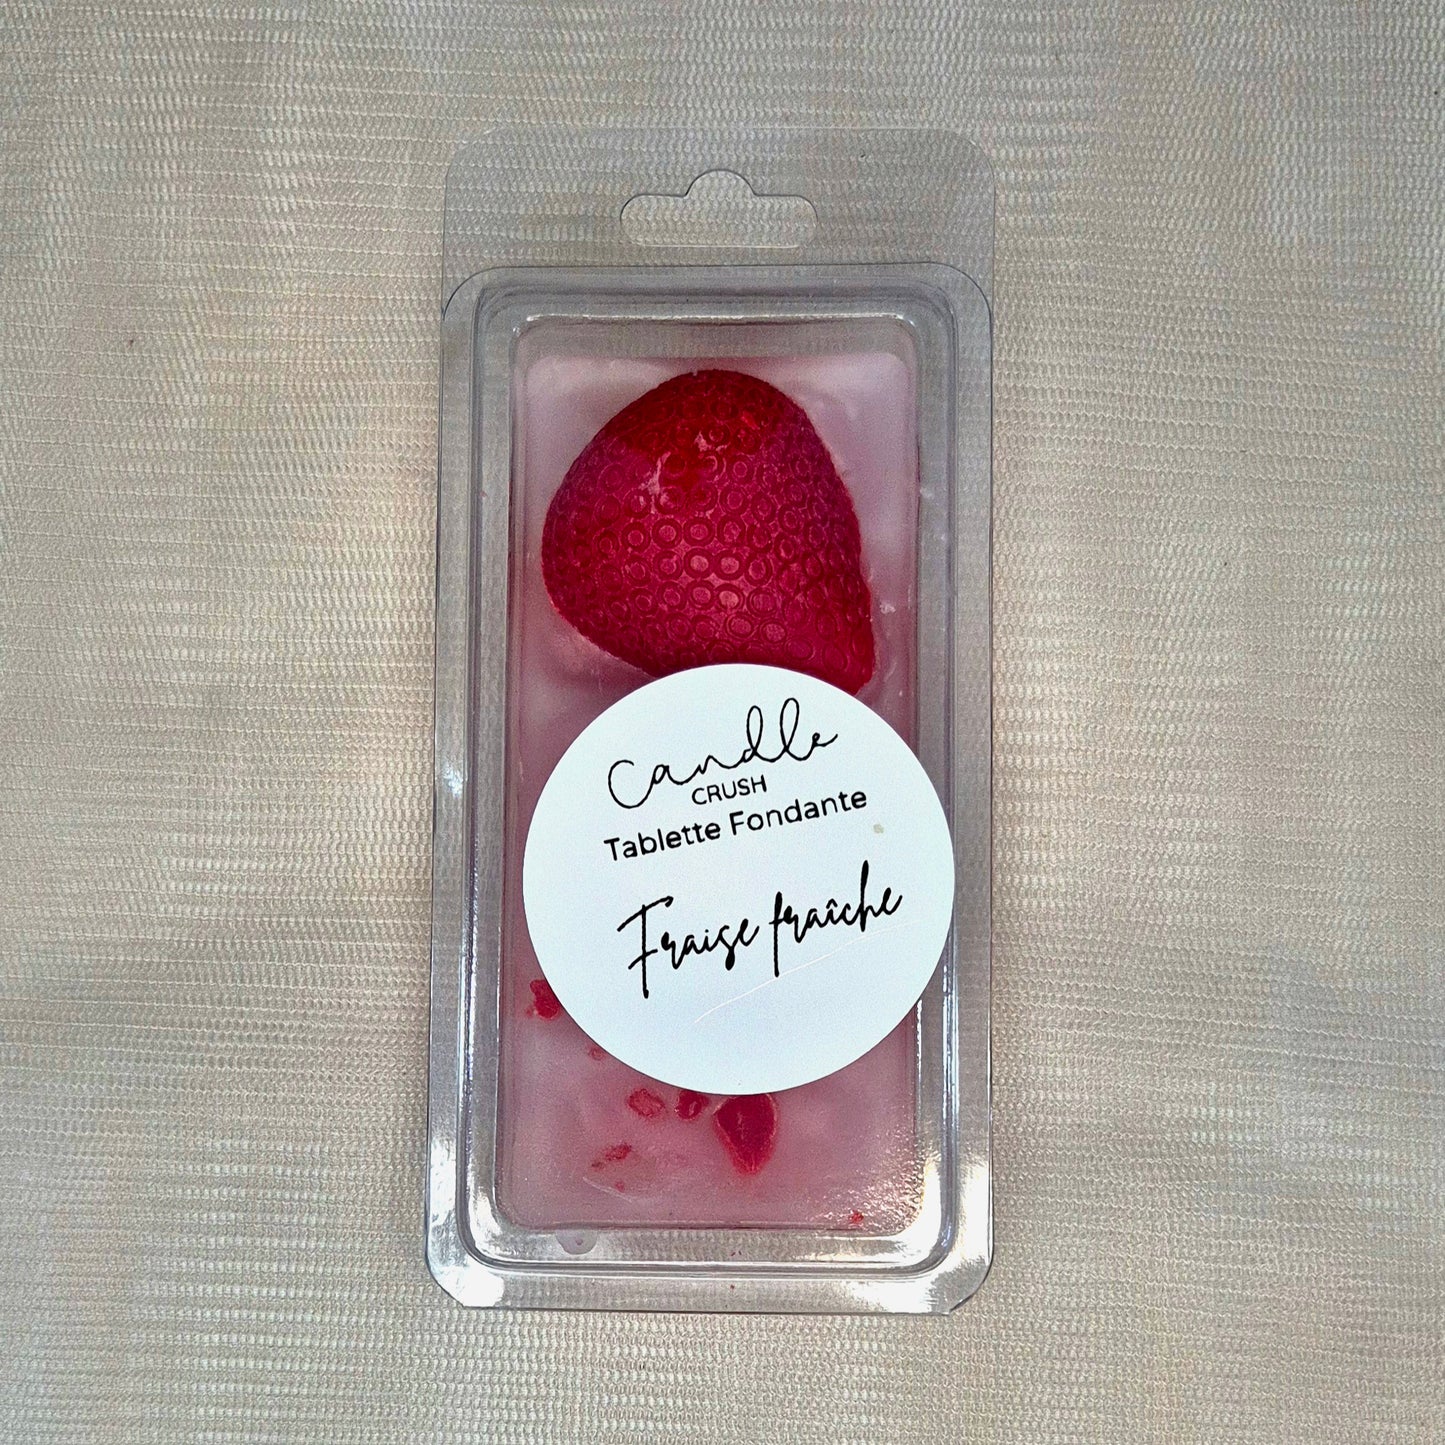 Candle
CRUSH
Tablette Fondante
Fraise fraîche